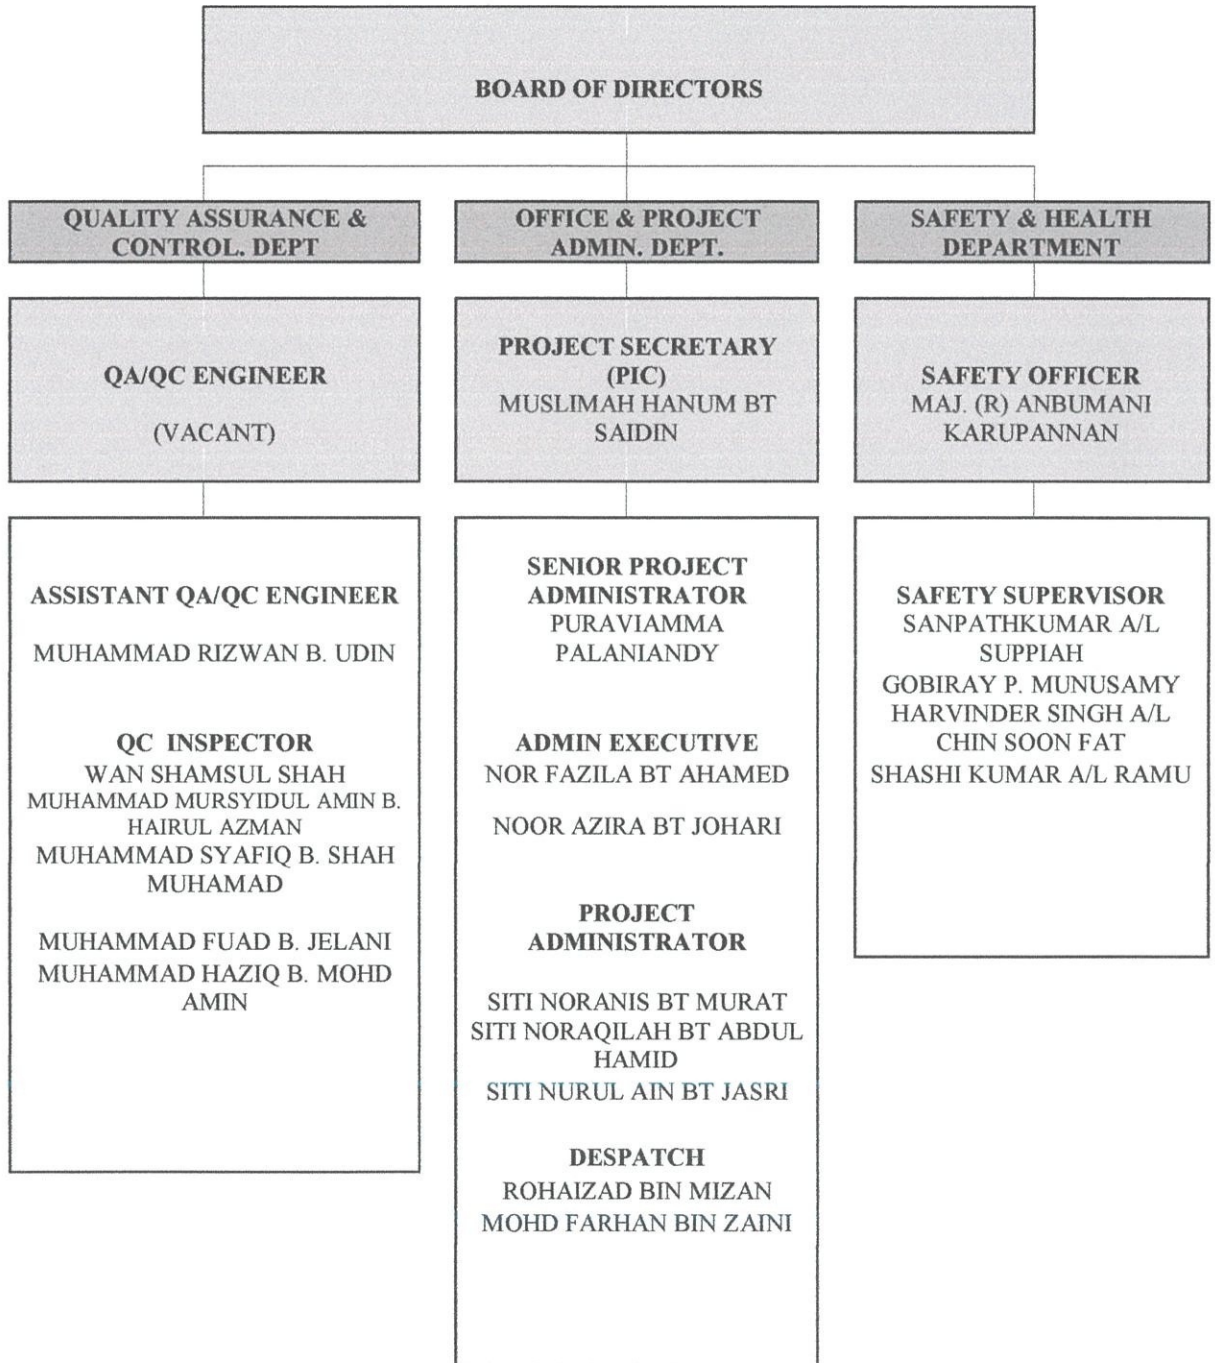 BOARD OF DIRECTORS
QUALITY ASSURANCE &
CONTROL. DEPT
QA/QC ENGINEER
(VACANT)
ASSISTANT QA/QC ENGINEER
MUHAMMAD RIZWAN B. UDIN
QC INSPECTOR
WAN SHAMSUL SHAH
MUHAMMAD MURSYIDUL AMIN B.
HAIRUL AZMAN
MUHAMMAD SYAFIQ B. SHAH
MUHAMAD
MUHAMMAD FUAD B. JELANI
MUHAMMAD HAZIQ B. MOHD
AMIN
OFFICE & PROJECT
ADMIN. DEPT.
PROJECT SECRETARY
(PIC)
MUSLIMAH HANUM BT
SAIDIN
SENIOR PROJECT
ADMINISTRATOR
PURAVIAMMA
PALANIANDY
ADMIN EXECUTIVE
NOR FAZILA BT AHAMED
NOOR AZIRA BT JOHARI
PROJECT
ADMINISTRATOR
SITI NORANIS BT MURAT
SITI NORAQILAH BT ABDUL
HAMID
SITI NURUL AIN BT JASRI
DESPATCH
ROHAIZAD BIN MIZAN
MOHD FARHAN BIN ZAINI
SAFETY & HEALTH
DEPARTMENT
SAFETY OFFICER
MAJ. (R) ANBUMANI
KARUPANNAN
SAFETY SUPERVISOR
SANPATHKUMAR A/L
SUPPIAH
GOBIRAY P. MUNUSAMY
HARVINDER SINGH A/L
CHIN SOON FAT
SHASHI KUMAR A/L RAMU